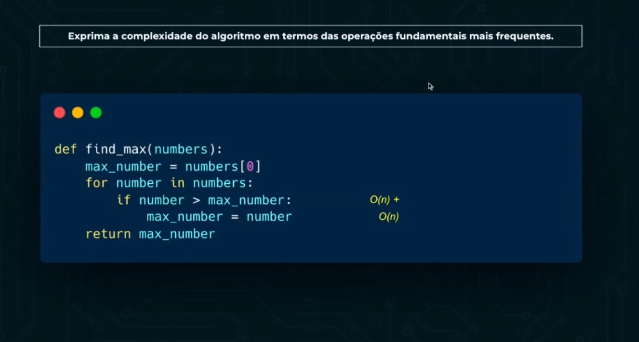 Exprima a complexidade do algoritmo em termos das operações fundamentais mais frequentes.
def find_max(numbers):
    max_number = numbers[0]
    for number in numbers:
        if number > max_number: O(n) +
            max_number = number O(n)
    return max_number